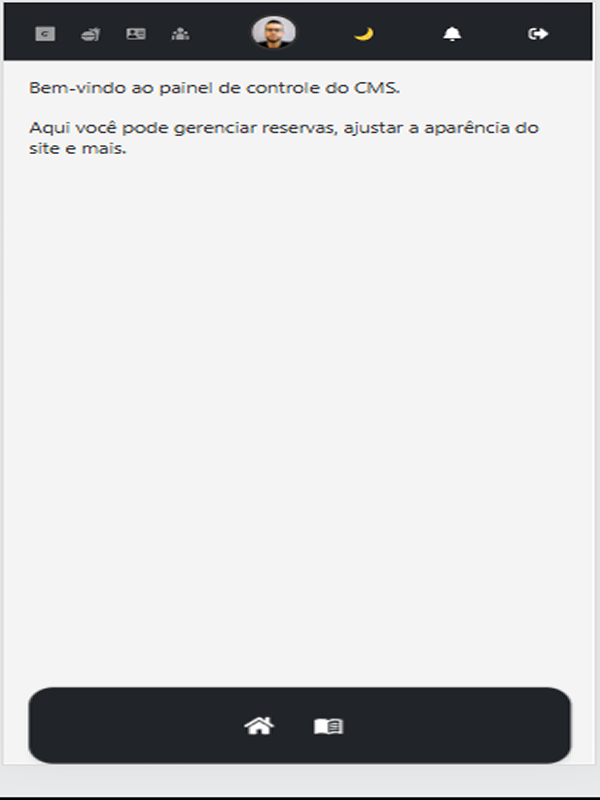 Bem-vindo ao painel de controle do CMS.
Aqui você pode gerenciar reservas, ajustar a aparência do
site e mais.